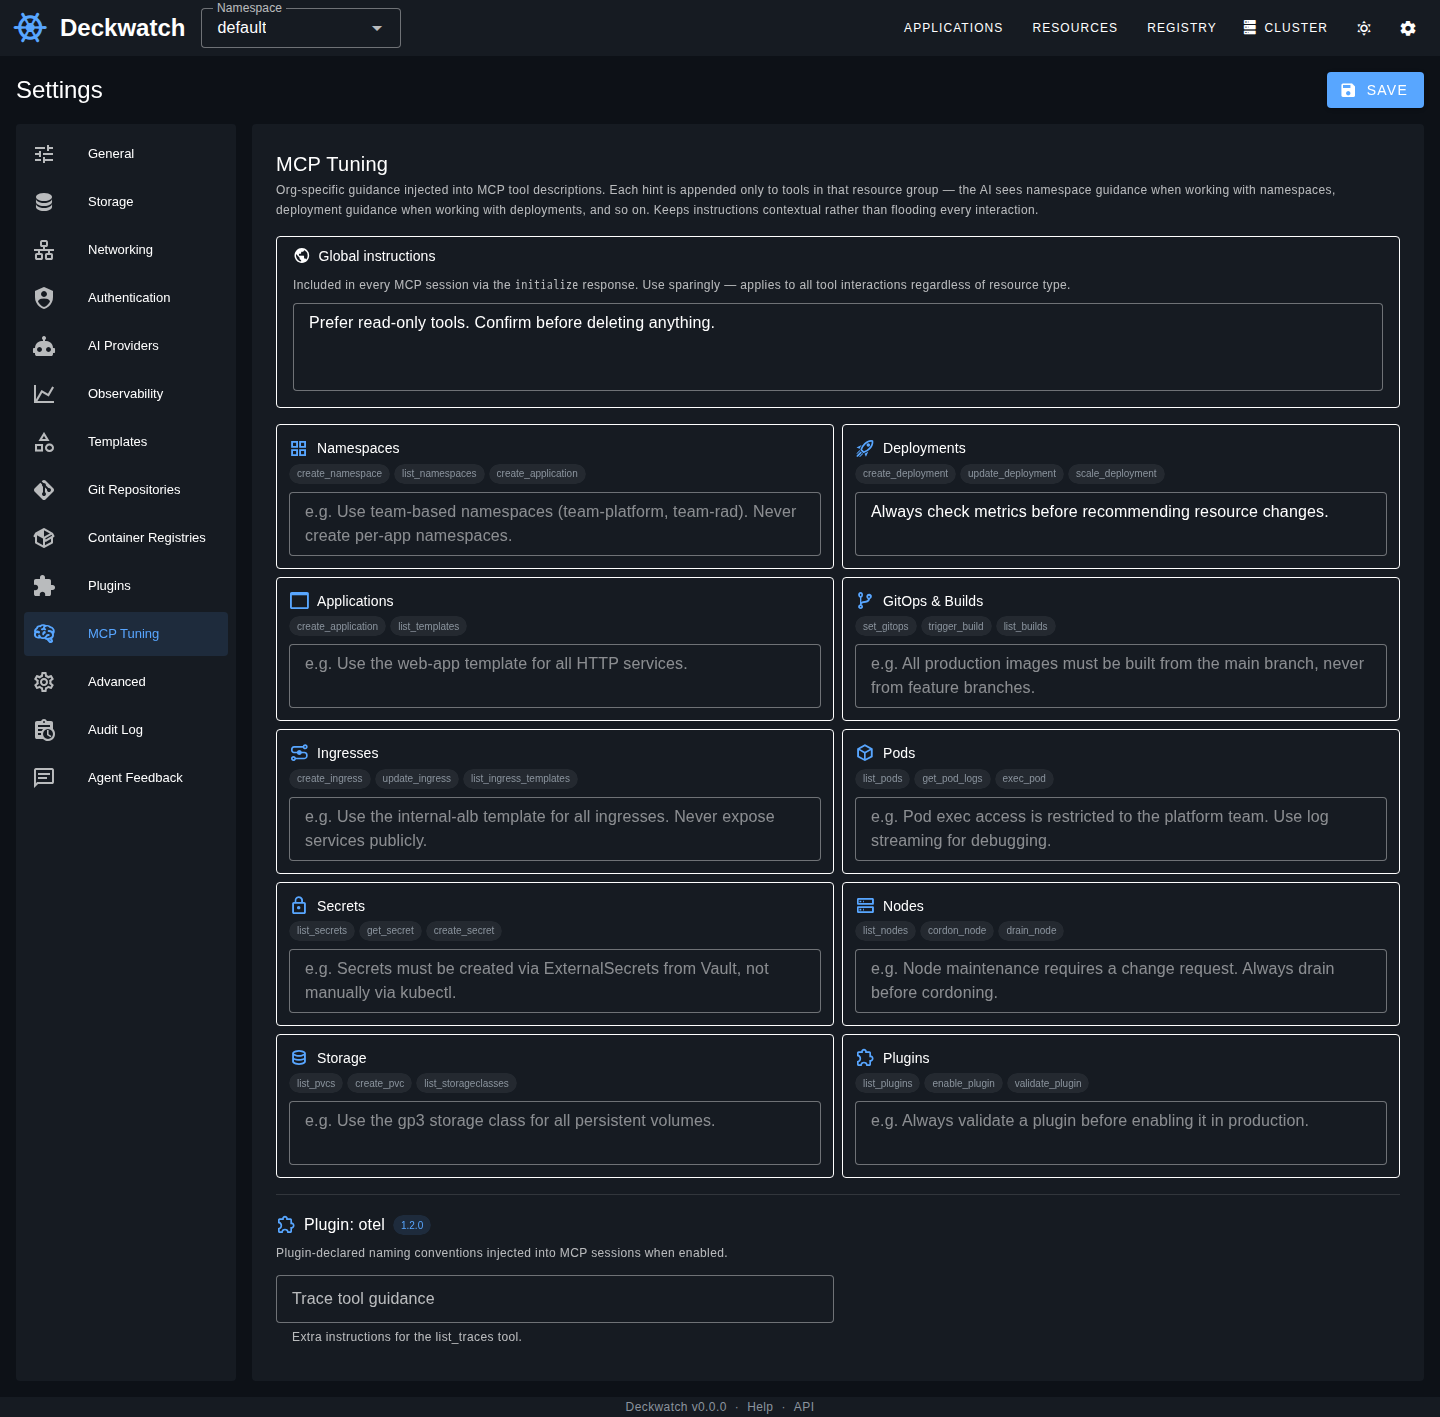 Deckwatch
Namespace
default
APPLICATIONS
RESOURCES
REGISTRY
CLUSTER
Settings
SAVE
General
Storage
Networking
Authentication
AI Providers
Observability
Templates
Git Repositories
Container Registries
Plugins
MCP Tuning
Advanced
Audit Log
Agent Feedback
MCP Tuning
Org-specific guidance injected into MCP tool descriptions. Each hint is appended only to tools in that resource group — the AI sees namespace guidance when working with namespaces,
deployment guidance when working with deployments, and so on. Keeps instructions contextual rather than flooding every interaction.
Global instructions
Included in every MCP session via the initialize response. Use sparingly — applies to all tool interactions regardless of resource type.
Prefer read-only tools. Confirm before deleting anything.
Namespaces
create_namespace list_namespaces create_application
e.g. Use team-based namespaces (team-platform, team-rad). Never
create per-app namespaces.
Deployments
create_deployment update_deployment scale_deployment
Always check metrics before recommending resource changes.
Applications
create_application list_templates
e.g. Use the web-app template for all HTTP services.
GitOps & Builds
set_gitops trigger_build list_builds
e.g. All production images must be built from the main branch, never
from feature branches.
Ingresses
create_ingress update_ingress list_ingress_templates
e.g. Use the internal-alb template for all ingresses. Never expose
services publicly.
Pods
list_pods get_pod_logs exec_pod
e.g. Pod exec access is restricted to the platform team. Use log
streaming for debugging.
Secrets
list_secrets get_secret create_secret
e.g. Secrets must be created via ExternalSecrets from Vault, not
manually via kubectl.
Nodes
list_nodes cordon_node drain_node
e.g. Node maintenance requires a change request. Always drain
before cordoning.
Storage
list_pvcs create_pvc list_storageclasses
e.g. Use the gp3 storage class for all persistent volumes.
Plugins
list_plugins enable_plugin validate_plugin
e.g. Always validate a plugin before enabling it in production.
Plugin: otel 1.2.0
Plugin-declared naming conventions injected into MCP sessions when enabled.
Trace tool guidance
Extra instructions for the list_traces tool.
Deckwatch v0.0.0 · Help · API